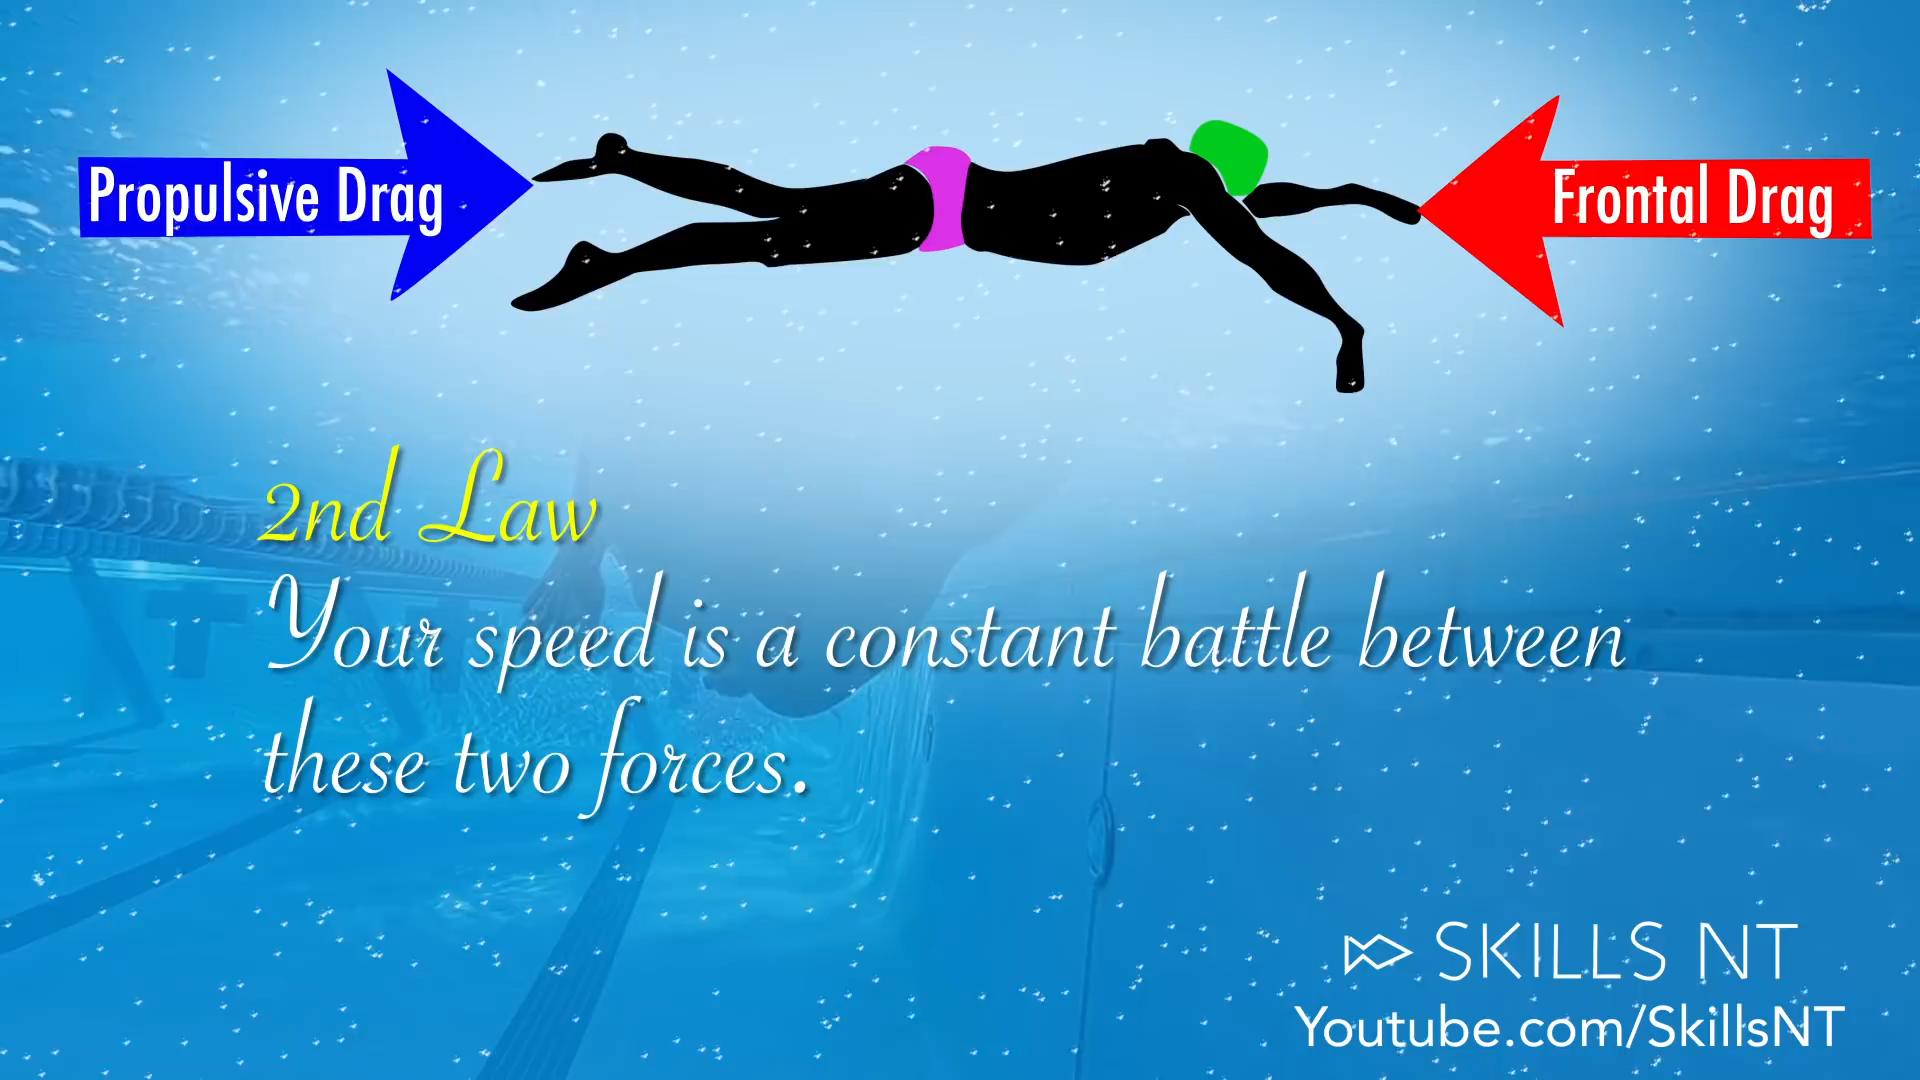 Propulsive Drag
Frontal Drag
2nd Law
Your speed is a constant battle between
these two forces.
SKILLS NT
Youtube.com/SkillsNT